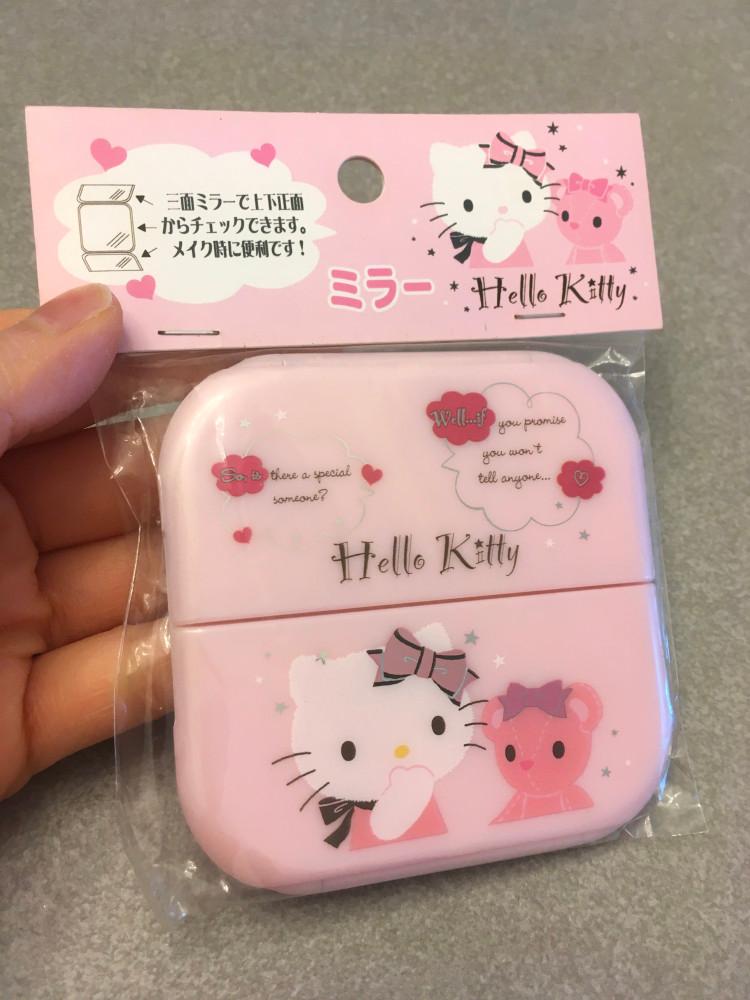 三面ミラーで上下正面
からチェックできます。
メイク時に便利です!
ミラー
Hello Kitty
Well...if you promise
you won't
tell anyone...
So, is there a special
someone?
Hello Kitty